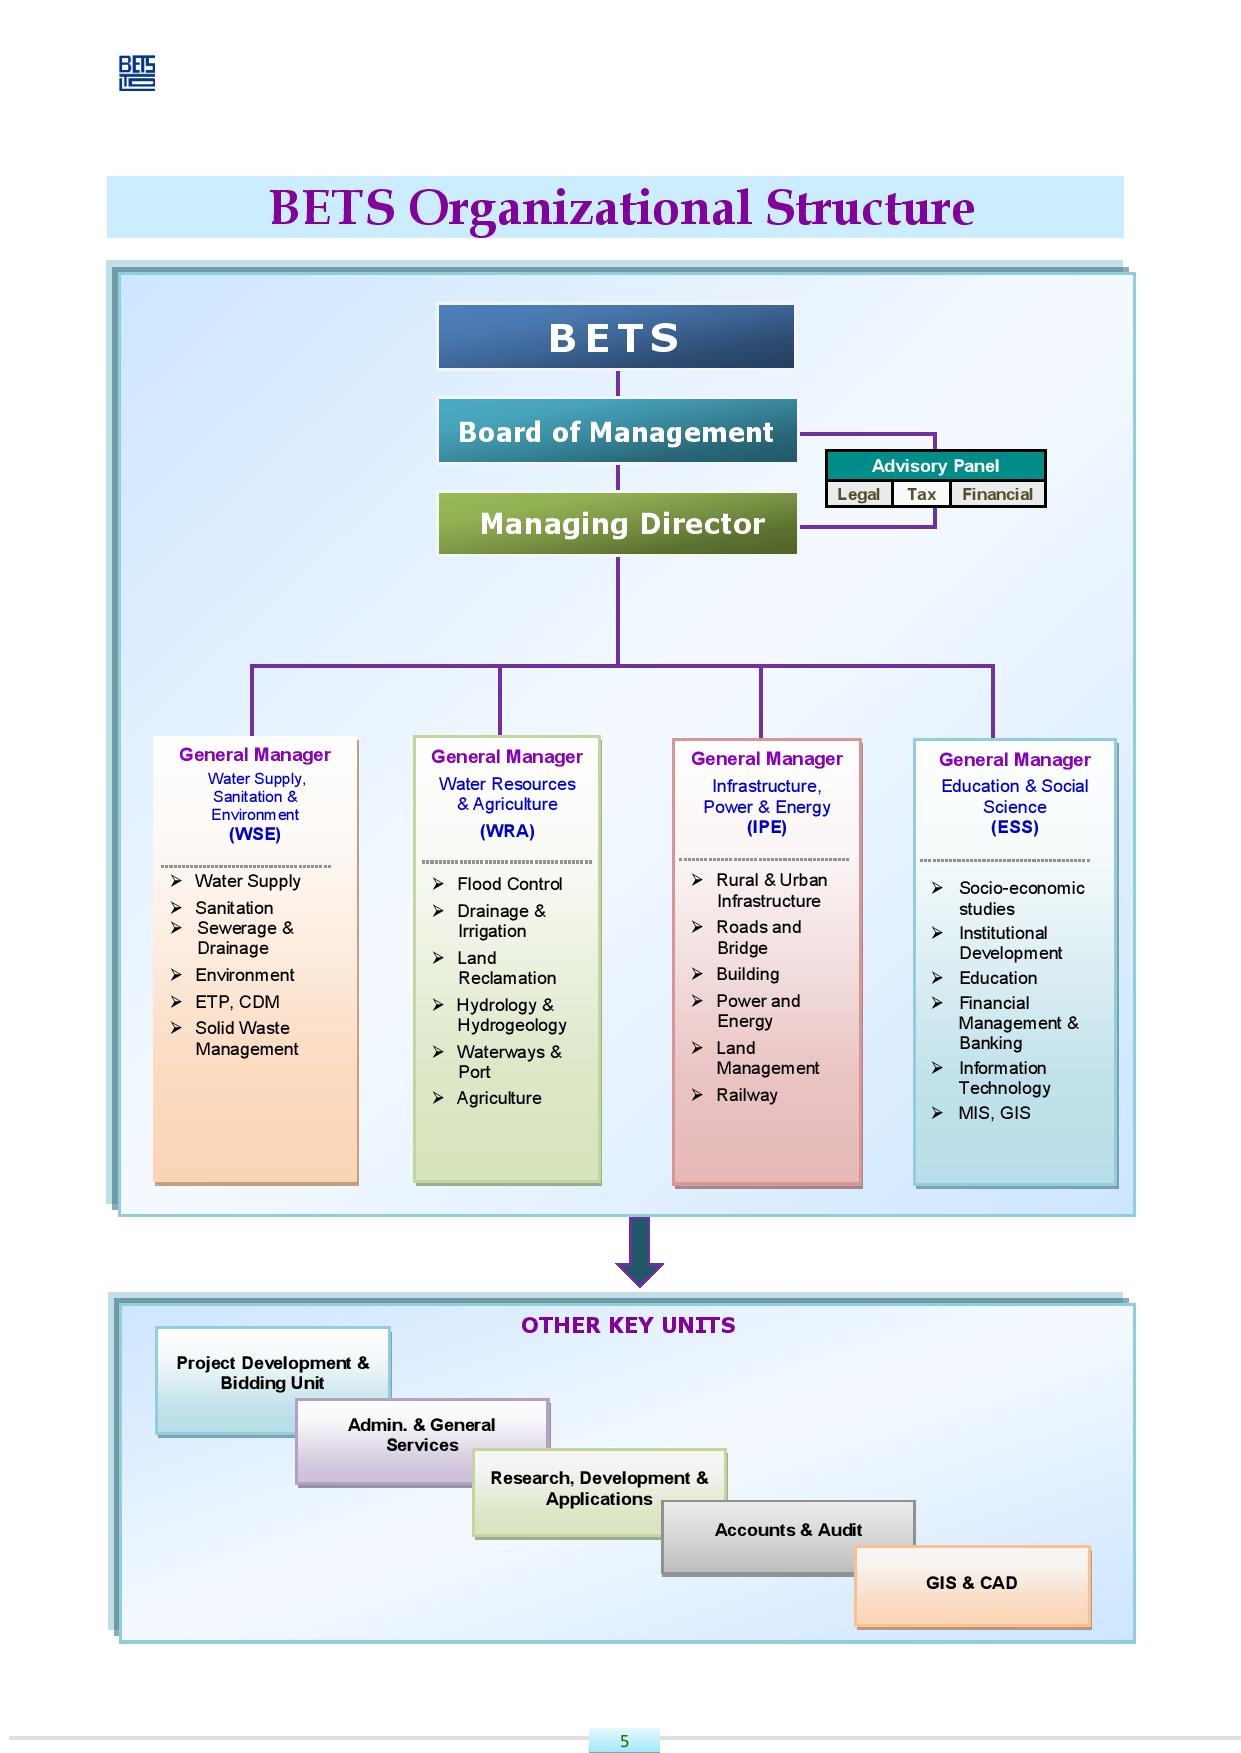 BETS
LTD
BETS Organizational Structure
BETS
Board of Management
Advisory Panel
Legal Tax Financial
Managing Director
General Manager
Water Supply,
Sanitation &
Environment
(WSE)
Water Supply
Sanitation
Sewerage &
Drainage
Environment
ETP, CDM
Solid Waste
Management
General Manager
Water Resources
& Agriculture
(WRA)
Flood Control
Drainage &
Irrigation
Land
Reclamation
Hydrology &
Hydrogeology
Waterways &
Port
Agriculture
General Manager
Infrastructure,
Power & Energy
(IPE)
Rural & Urban
Infrastructure
Roads and
Bridge
Building
Power and
Energy
Land
Management
Railway
General Manager
Education & Social
Science
(ESS)
Socio-economic
studies
Institutional
Development
Education
Financial
Management &
Banking
Information
Technology
MIS, GIS
OTHER KEY UNITS
Project Development &
Bidding Unit
Admin. & General
Services
Research, Development &
Applications
Accounts & Audit
GIS & CAD
5